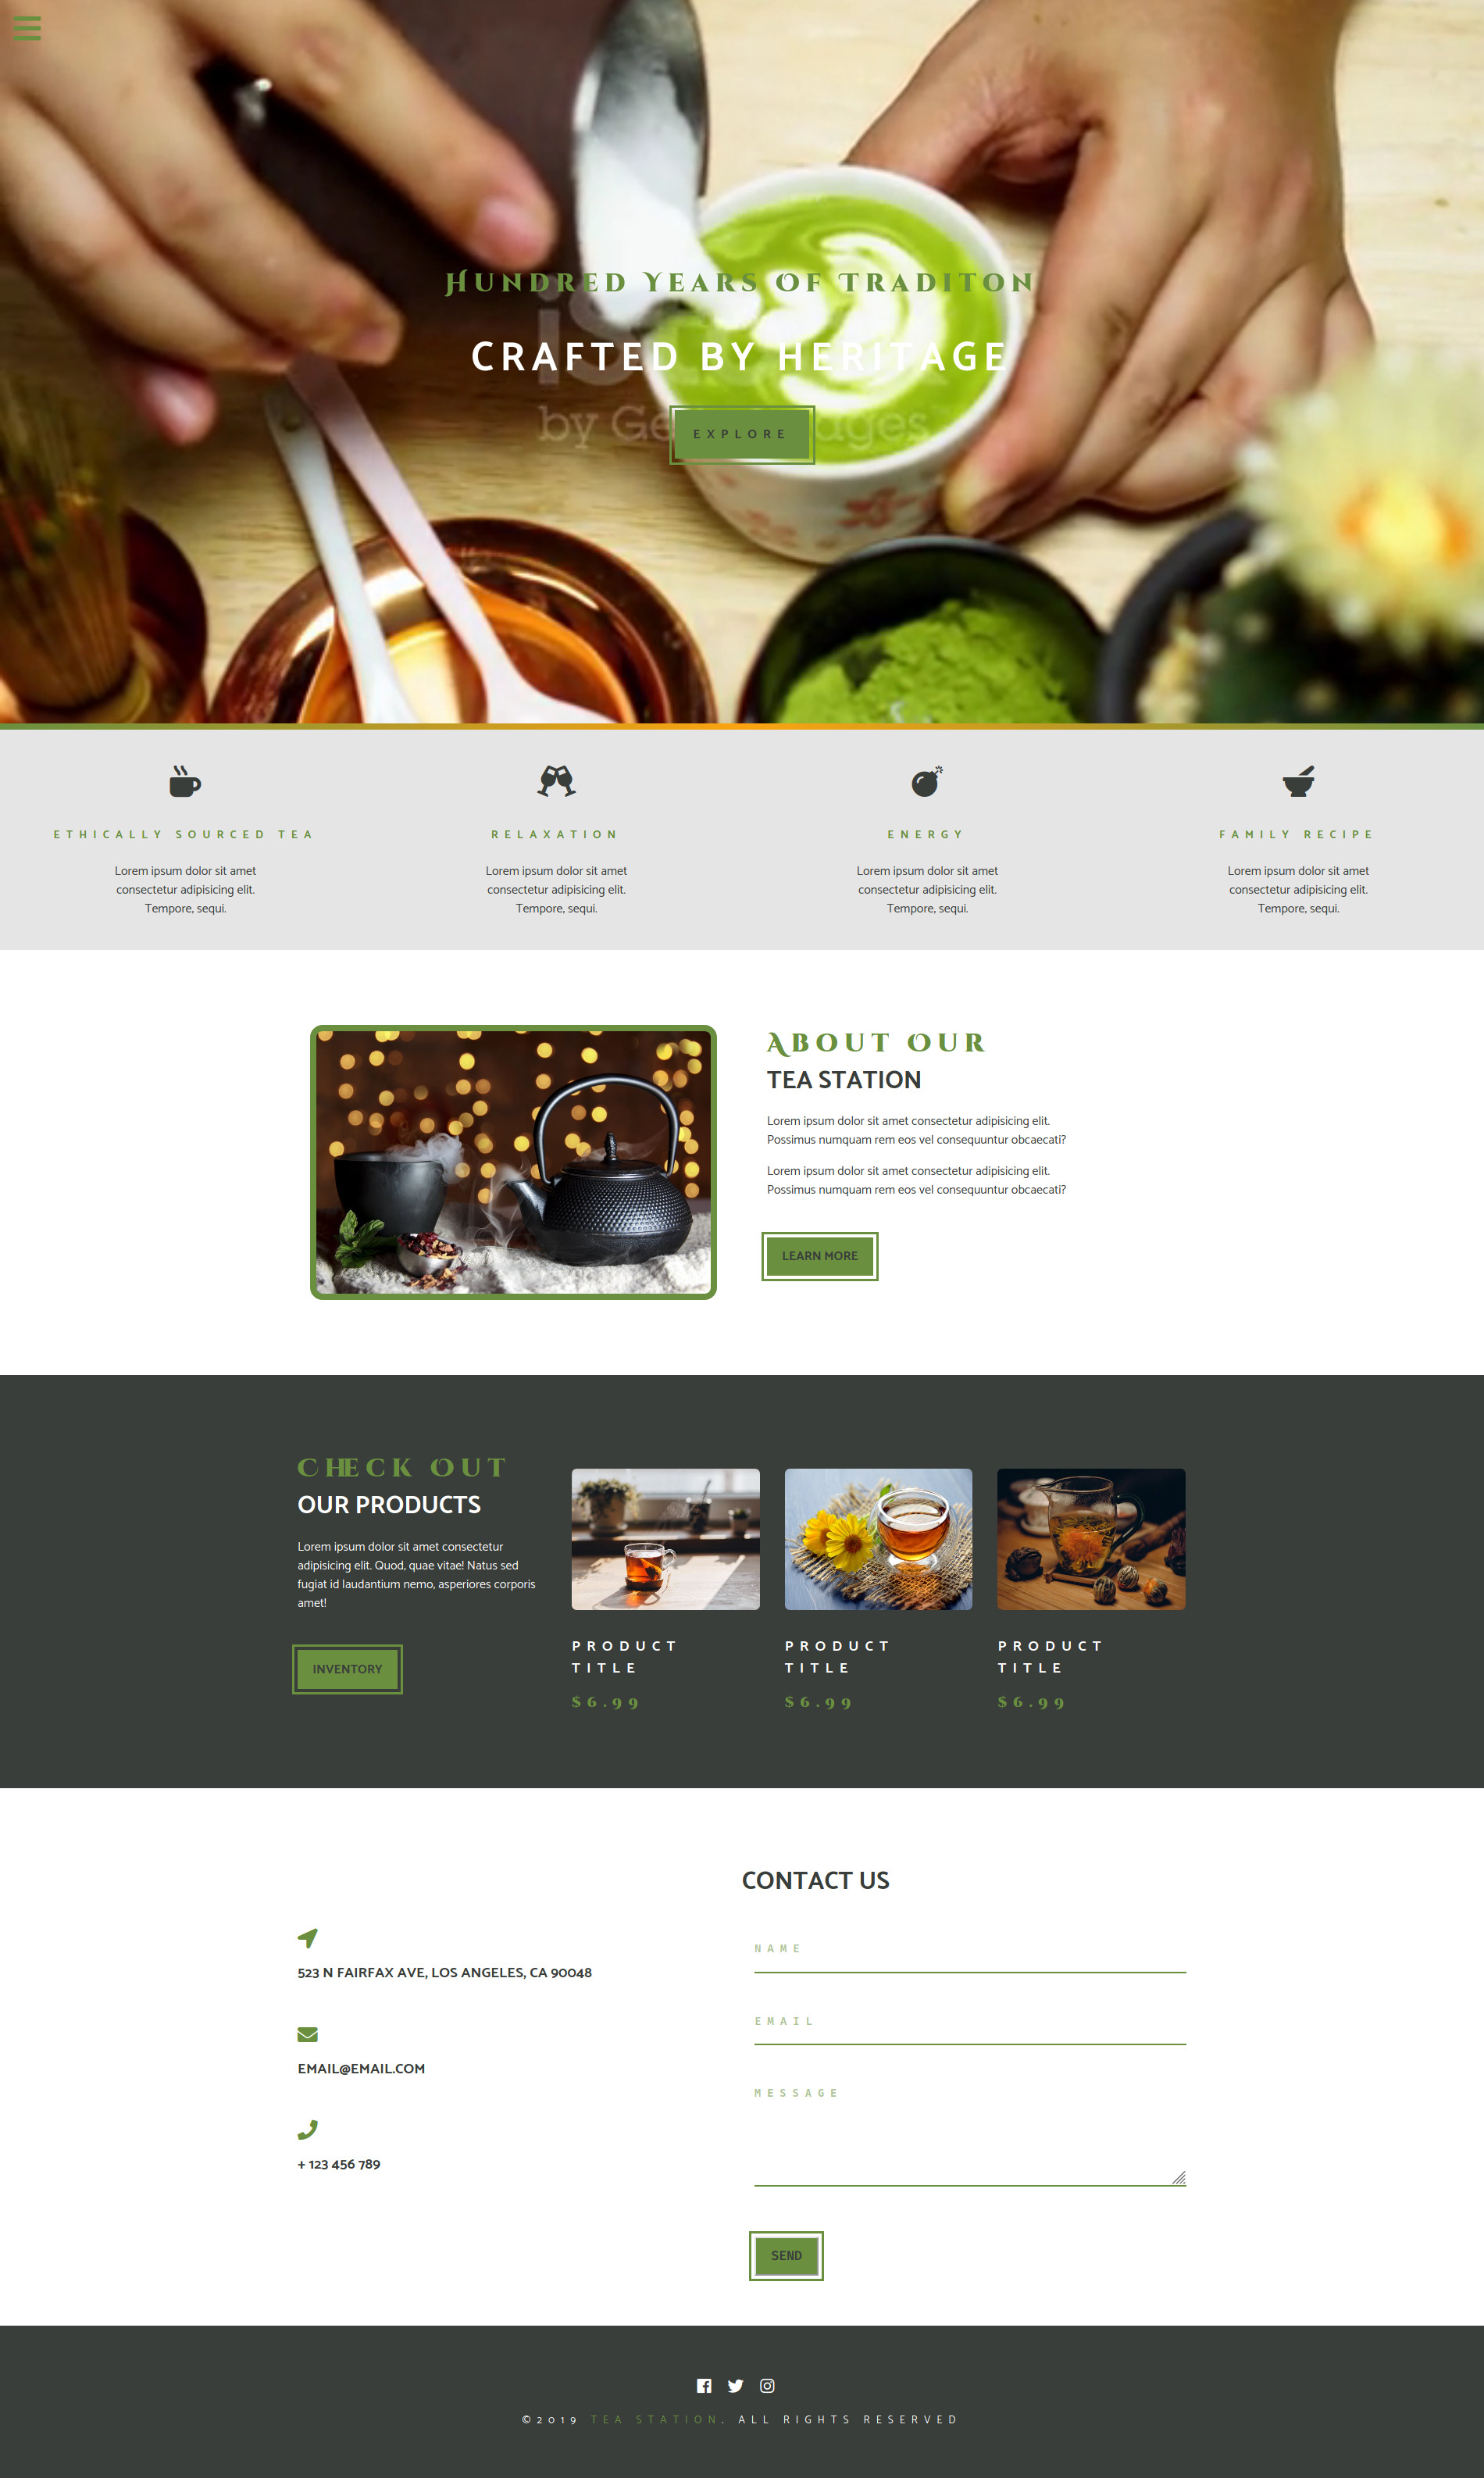 Hundred Years Of Traditon
CRAFTED BY HERITAGE
by Ge ages
EXPLORE
ETHICALLY SOURCED TEA
Lorem ipsum dolor sit amet
consectetur adipisicing elit.
Tempore, sequi.
RELAXATION
Lorem ipsum dolor sit amet
consectetur adipisicing elit.
Tempore, sequi.
ENERGY
Lorem ipsum dolor sit amet
consectetur adipisicing elit.
Tempore, sequi.
FAMILY RECIPE
Lorem ipsum dolor sit amet
consectetur adipisicing elit.
Tempore, sequi.
About Our
TEA STATION
Lorem ipsum dolor sit amet consectetur adipisicing elit.
Possimus numquam rem eos vel consequuntur obcaecati?
Lorem ipsum dolor sit amet consectetur adipisicing elit.
Possimus numquam rem eos vel consequuntur obcaecati?
LEARN MORE
Check Out
OUR PRODUCTS
Lorem ipsum dolor sit amet consectetur
adipisicing elit. Quod, quae vitae! Natus sed
fugiat id laudantium nemo, asperiores corporis
amet!
INVENTORY
PRODUCT
TITLE
$6.99
PRODUCT
TITLE
$6.99
PRODUCT
TITLE
$6.99
523 N FAIRFAX AVE, LOS ANGELES, CA 90048
EMAIL@EMAIL.COM
+ 123 456 789
CONTACT US
NAME
EMAIL
MESSAGE
SEND
©2019 TEA STATION. ALL RIGHTS RESERVED